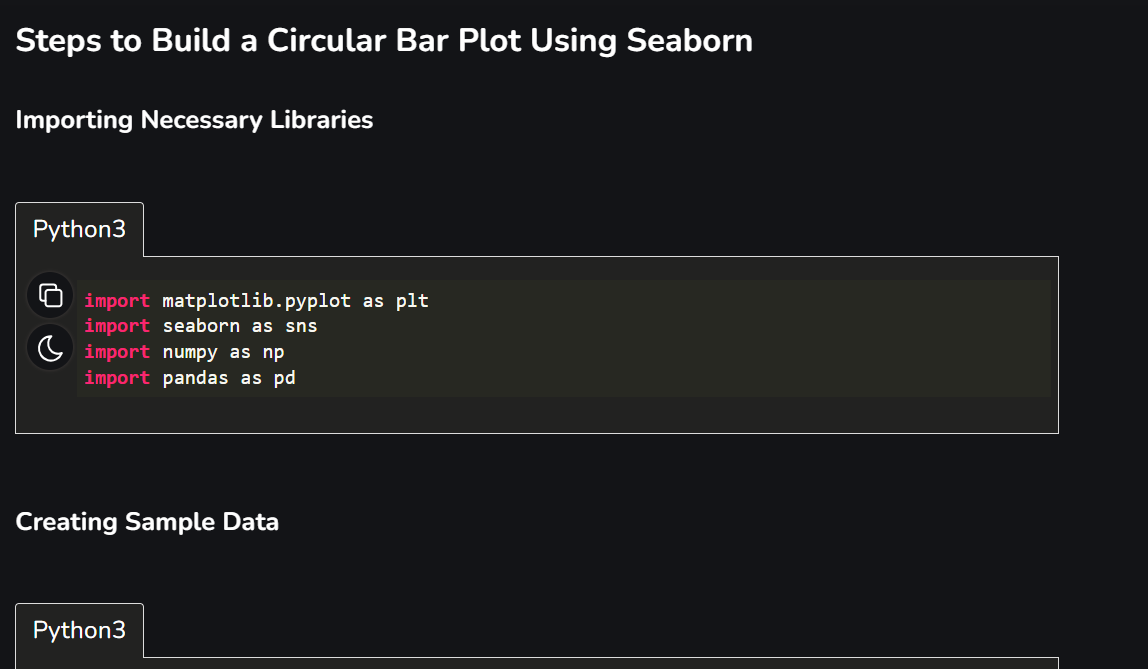 Steps to Build a Circular Bar Plot Using Seaborn
Importing Necessary Libraries
Python3
import matplotlib.pyplot as plt
import seaborn as sns
import numpy as np
import pandas as pd
Creating Sample Data
Python3